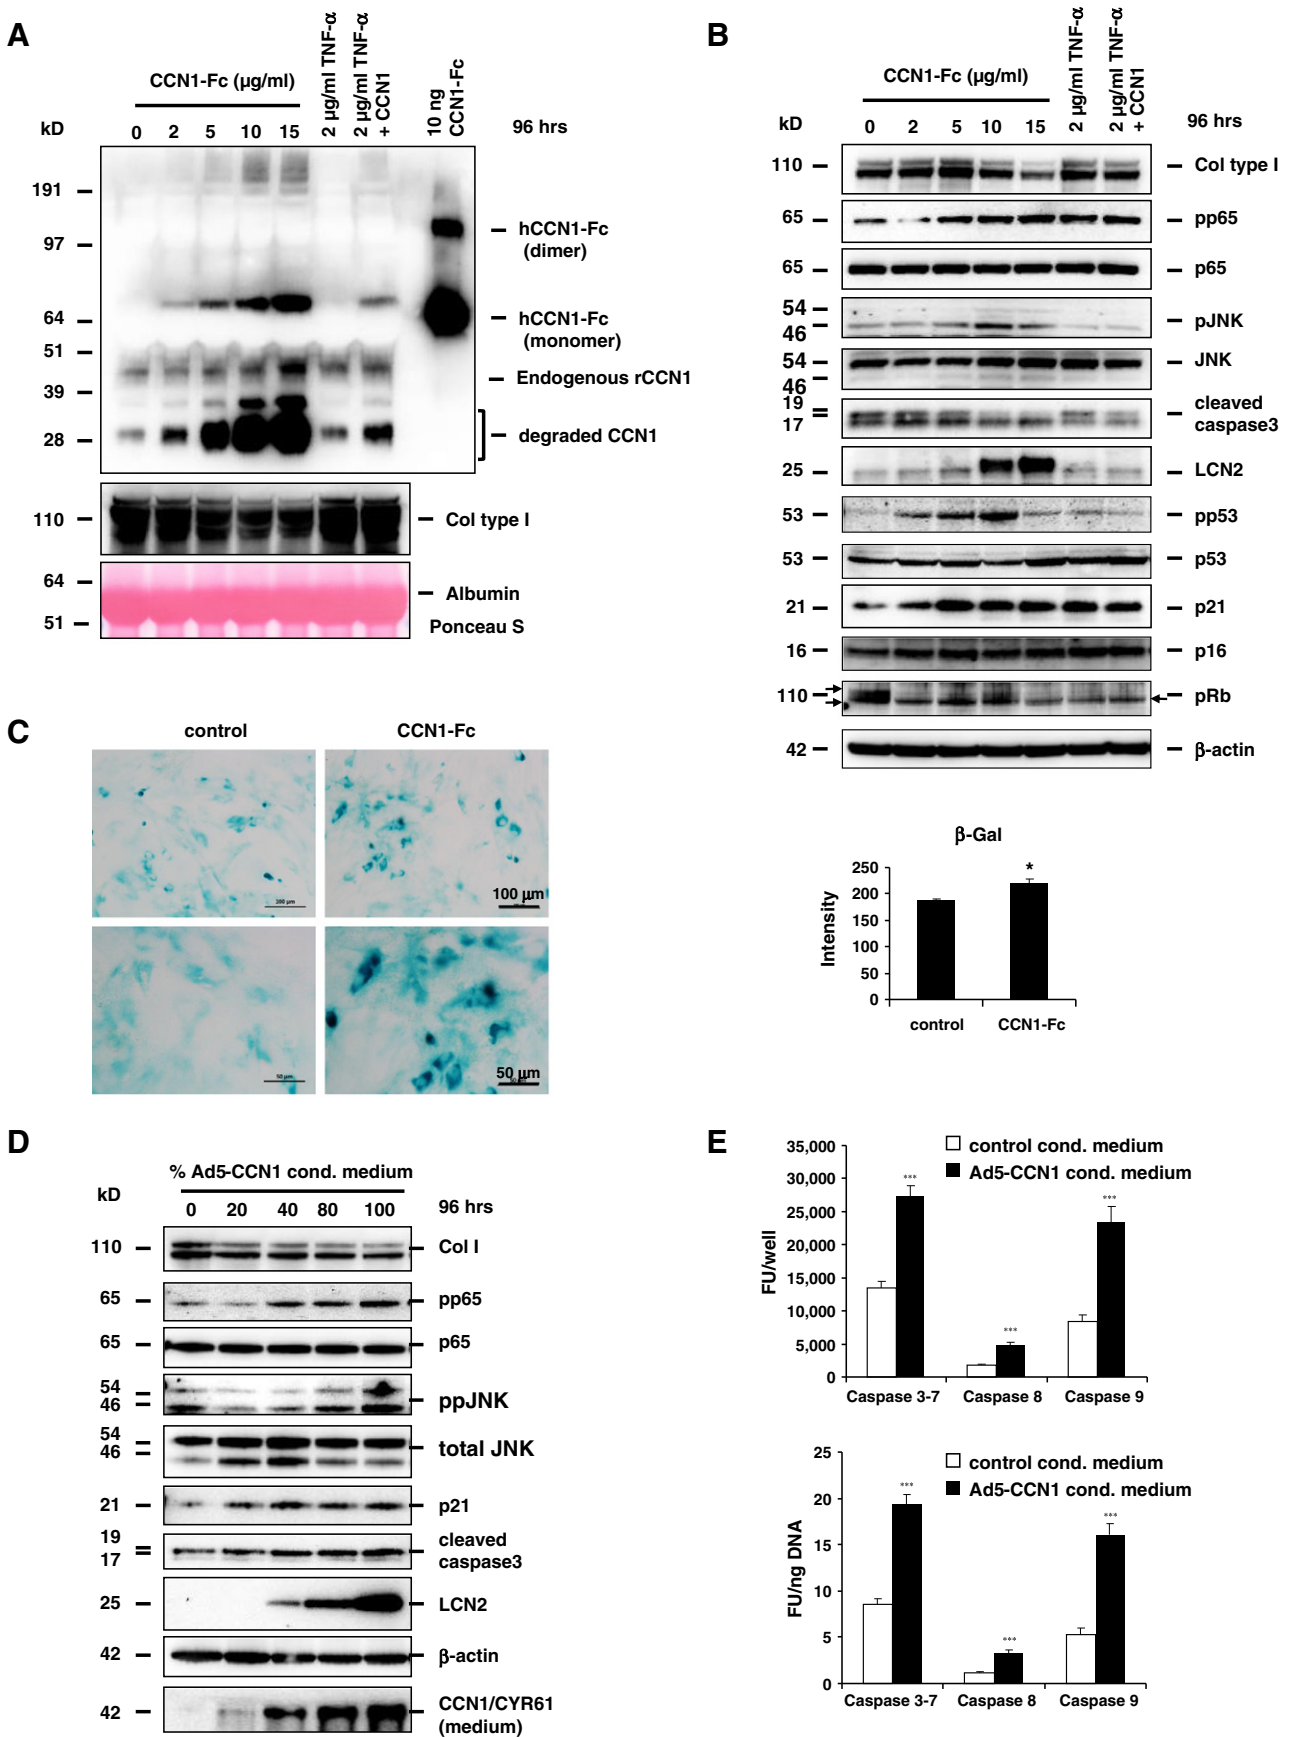 A
CCN1-Fc (µg/ml)
2 µg/ml TNF-α
2 µg/ml TNF-α
+ CCN1
10 ng
CCN1-Fc
kD
0 2 5 10 15
96 hrs
191
97
64
51
39
28
hCCN1-Fc
(dimer)
hCCN1-Fc
(monomer)
Endogenous rCCN1
degraded CCN1
110
Col type I
64
51
Albumin
Ponceau S
B
CCN1-Fc (µg/ml)
2 µg/ml TNF-α
2 µg/ml TNF-α
+ CCN1
kD
0 2 5 10 15
96 hrs
110 Col type I
65 pp65
65 p65
54
46
pJNK
54
46
JNK
19
17
cleaved
caspase3
25 LCN2
53 pp53
53 p53
21 p21
16 p16
110 pRb
42 β-actin
C
control CCN1-Fc
100 µm
100 µm
50 µm
50 µm
β-Gal
Intensity
250
200
150
100
50
0
*
control CCN1-Fc
D
% Ad5-CCN1 cond. medium
kD
0 20 40 80 100
96 hrs
110 Col I
65 pp65
65 p65
54
46
ppJNK
54
46
total JNK
21 p21
19
17
cleaved
caspase3
25 LCN2
42 β-actin
42 CCN1/CYR61
(medium)
E
control cond. medium
Ad5-CCN1 cond. medium
FU/well
35,000
30,000
25,000
20,000
15,000
10,000
5,000
0
***
***
***
Caspase 3-7 Caspase 8 Caspase 9
control cond. medium
Ad5-CCN1 cond. medium
FU/ng DNA
25
20
15
10
5
0
***
***
***
Caspase 3-7 Caspase 8 Caspase 9